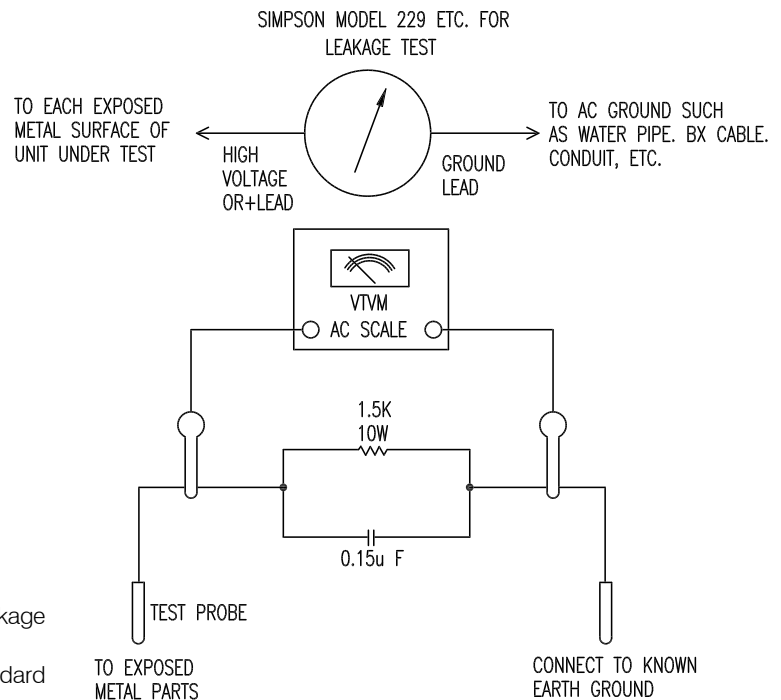 SIMPSON MODEL 229 ETC. FOR
LEAKAGE TEST
TO EACH EXPOSED
METAL SURFACE OF
UNIT UNDER TEST
HIGH
VOLTAGE
OR+LEAD
GROUND
LEAD
TO AC GROUND SUCH
AS WATER PIPE. BX CABLE.
CONDUIT, ETC.
VTVM
AC SCALE
1.5K
10W
0.15u F
kage
TEST PROBE
dard
TO EXPOSED
METAL PARTS
CONNECT TO KNOWN
EARTH GROUND